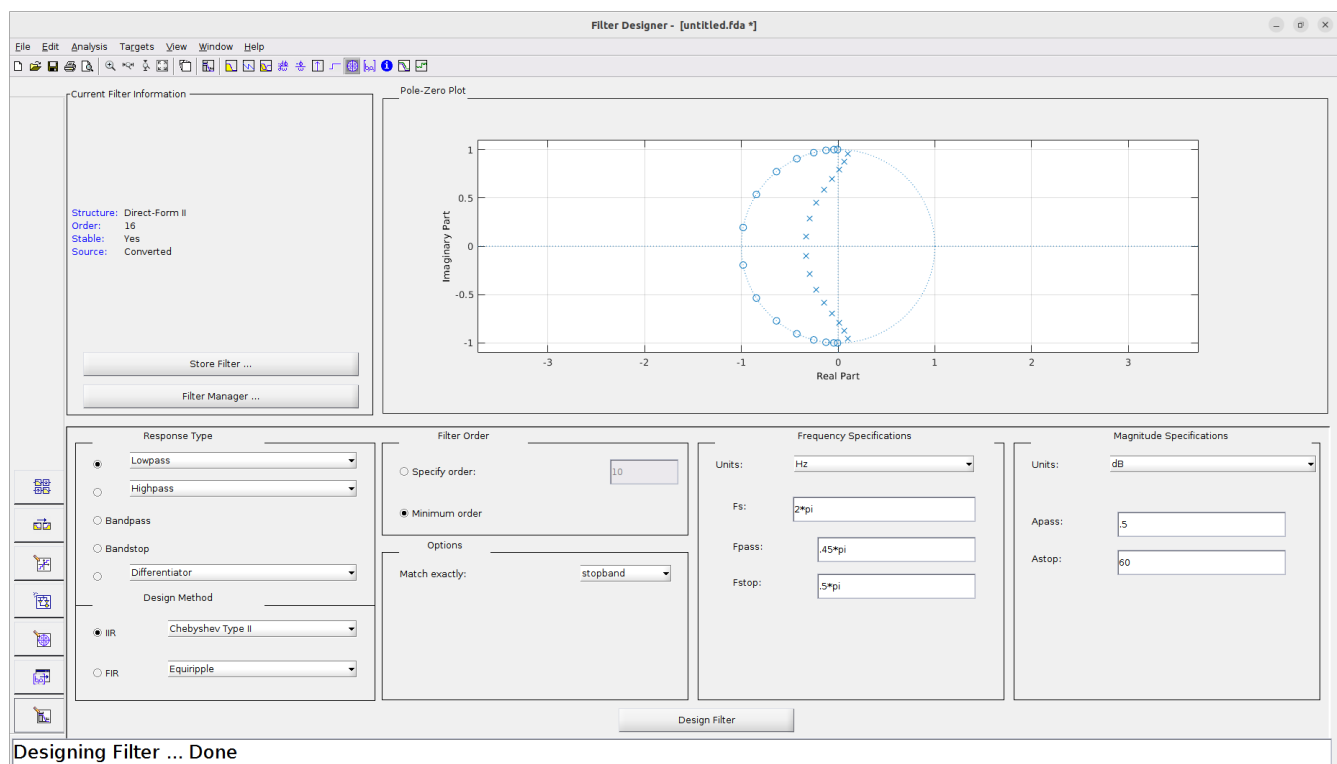 Filter Designer - [untitled.fda *]
File Edit Analysis Targets View Window Help
Current Filter Information
Structure: Direct-Form II
Order: 16
Stable: Yes
Source: Converted
Store Filter ...
Filter Manager ...
Pole-Zero Plot
1
0.5
0
-0.5
-1
Imaginary Part
-3 -2 -1 0 1 2 3
Real Part
Response Type
Lowpass
Highpass
Bandpass
Bandstop
Differentiator
Design Method
IIR Chebyshev Type II
FIR Equiripple
Filter Order
Specify order: 10
Minimum order
Options
Match exactly: stopband
Frequency Specifications
Units: Hz
Fs: 2*pi
Fpass: .45*pi
Fstop: .5*pi
Magnitude Specifications
Units: dB
Apass: .5
Astop: 60
Design Filter
Designing Filter ... Done